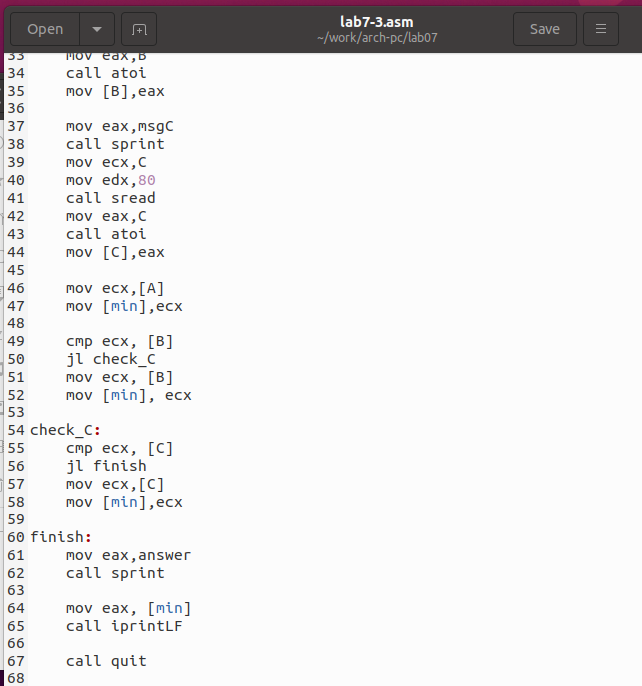 Open
lab7-3.asm
~/work/arch-pc/lab07
Save
33 mov eax,B
34 call atoi
35 mov [B],eax
36
37 mov eax,msgC
38 call sprint
39 mov ecx,C
40 mov edx,80
41 call sread
42 mov eax,C
43 call atoi
44 mov [C],eax
45
46 mov ecx,[A]
47 mov [min],ecx
48
49 cmp ecx, [B]
50 jl check_C
51 mov ecx, [B]
52 mov [min], ecx
53
54 check_C:
55 cmp ecx, [C]
56 jl finish
57 mov ecx,[C]
58 mov [min],ecx
59
60 finish:
61 mov eax,answer
62 call sprint
63
64 mov eax, [min]
65 call iprintLF
66
67 call quit
68